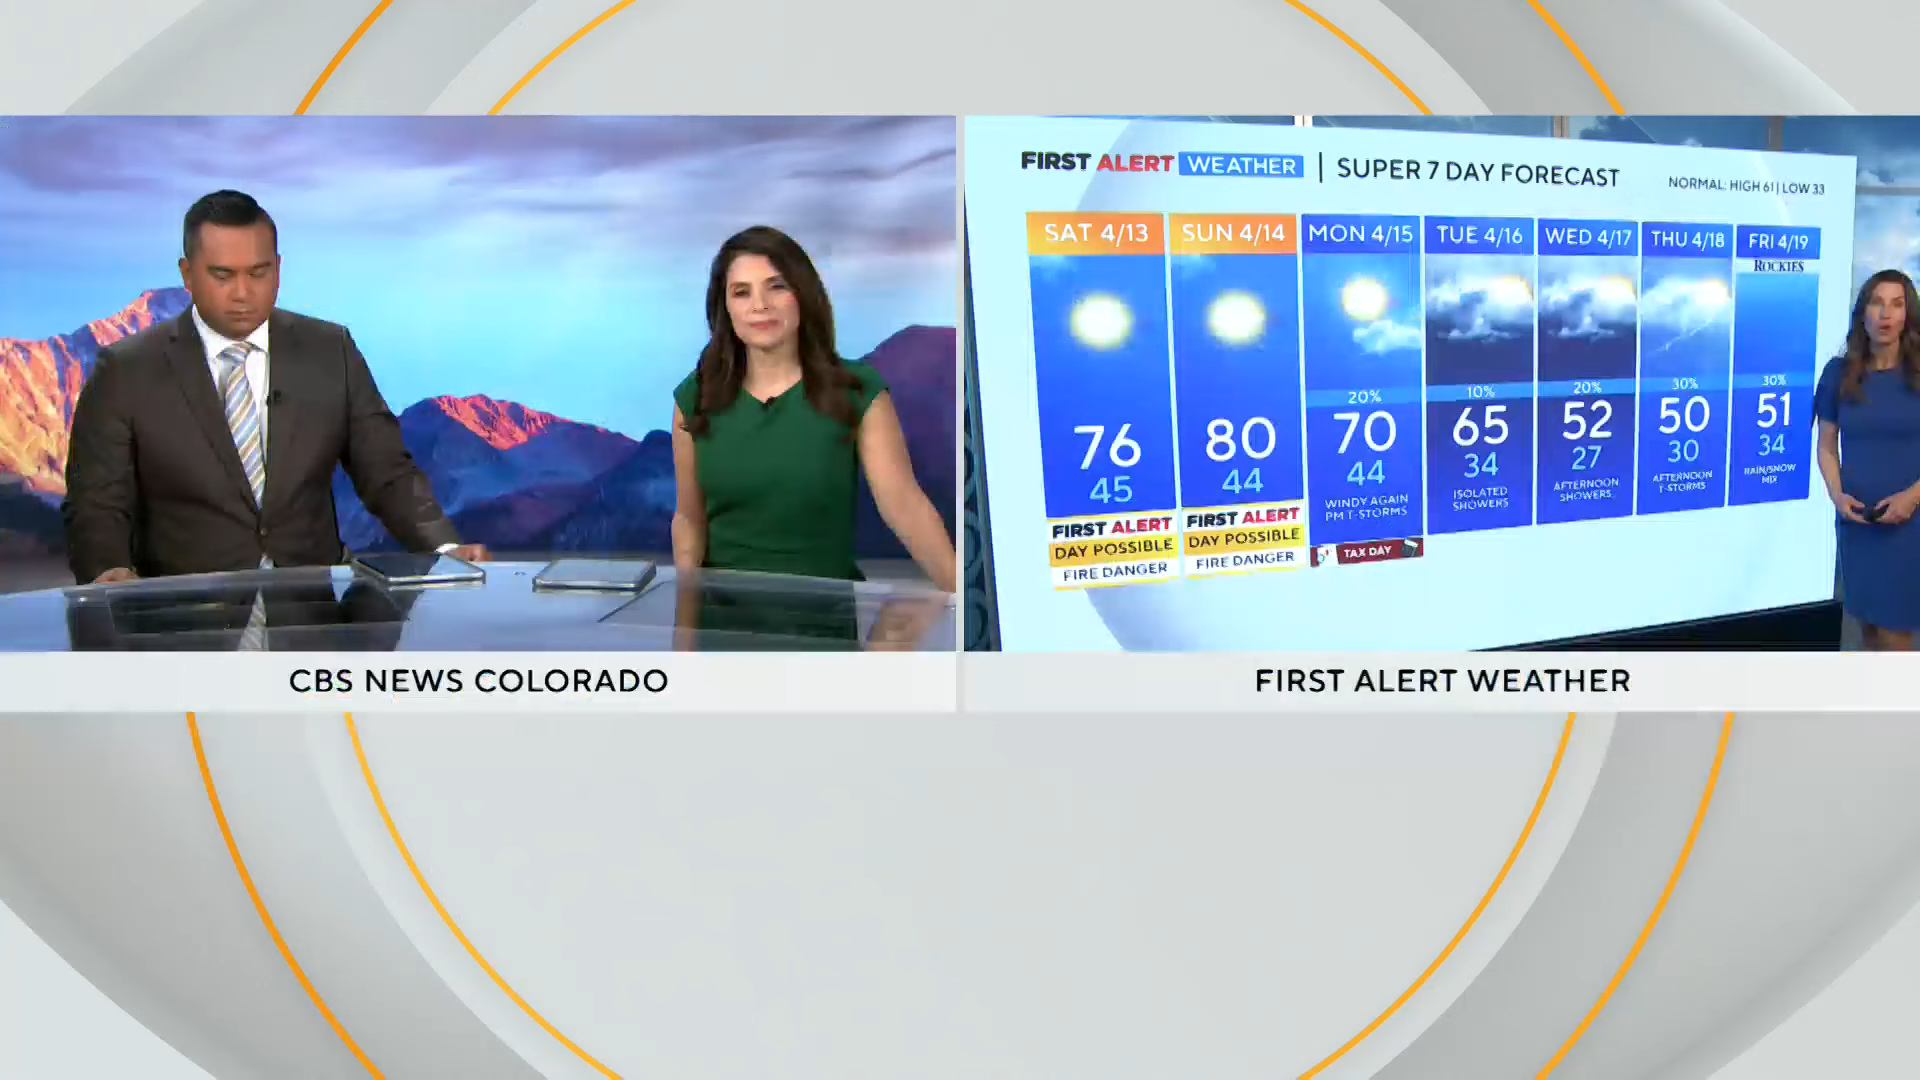 FIRST ALERT WEATHER | SUPER 7 DAY FORECAST
NORMAL: HIGH 61 | LOW 33
SAT 4/13
76
45
FIRST ALERT
DAY POSSIBLE
FIRE DANGER
SUN 4/14
80
44
FIRST ALERT
DAY POSSIBLE
FIRE DANGER
MON 4/15
20%
70
44
WINDY AGAIN
PM T-STORMS
TAX DAY
TUE 4/16
10%
65
34
ISOLATED
SHOWERS
WED 4/17
20%
52
27
AFTERNOON
SHOWERS
THU 4/18
30%
50
30
AFTERNOON
T-STORMS
FRI 4/19
ROCKIES
30%
51
34
RAIN/SNOW
MIX
CBS NEWS COLORADO
FIRST ALERT WEATHER